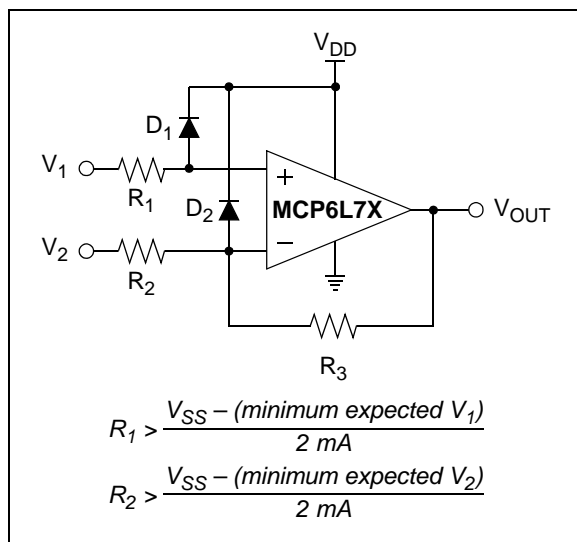 V_DD
D_1
V_1
R_1
+
MCP6L7X
V_OUT
D_2
V_2
−
R_2
R_3
R_1 > V_SS – (minimum expected V_1)
2 mA
R_2 > V_SS – (minimum expected V_2)
2 mA